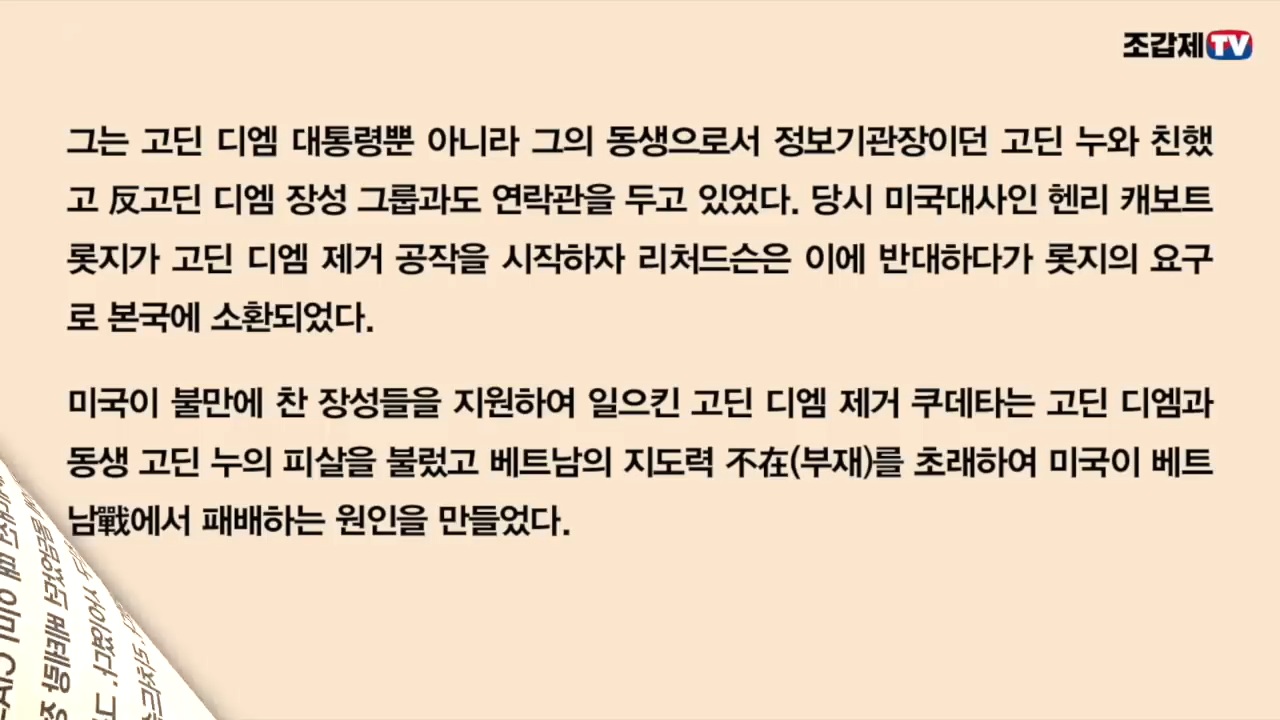 조갑제TV
그는 고딘 디엠 대통령뿐 아니라 그의 동생으로서 정보기관장이던 고딘 누와 친했
고 反고딘 디엠 장성 그룹과도 연락관을 두고 있었다. 당시 미국대사인 헨리 캐보트
롯지가 고딘 디엠 제거 공작을 시작하자 리처드슨은 이에 반대하다가 롯지의 요구
로 본국에 소환되었다.
미국이 불만에 찬 장성들을 지원하여 일으킨 고딘 디엠 제거 쿠데타는 고딘 디엠과
동생 고딘 누의 피살을 불렀고 베트남의 지도력 不在(부재)를 초래하여 미국이 베트
남戰에서 패배하는 원인을 만들었다.